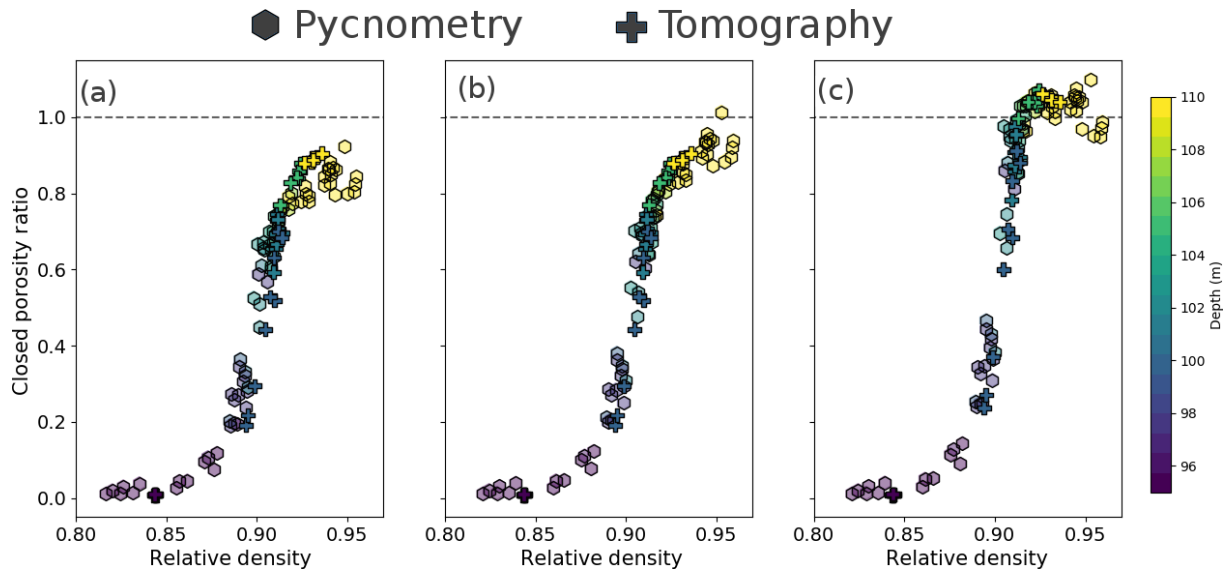 Pycnometry Tomography
(a) (b) (c)
1.0
0.8
0.6
0.4
0.2
0.0
0.80 0.85 0.90 0.95
0.80 0.85 0.90 0.95
0.80 0.85 0.90 0.95
Relative density Relative density Relative density
Closed porosity ratio
110
108
106
104
102
100
98
96
Depth (m)